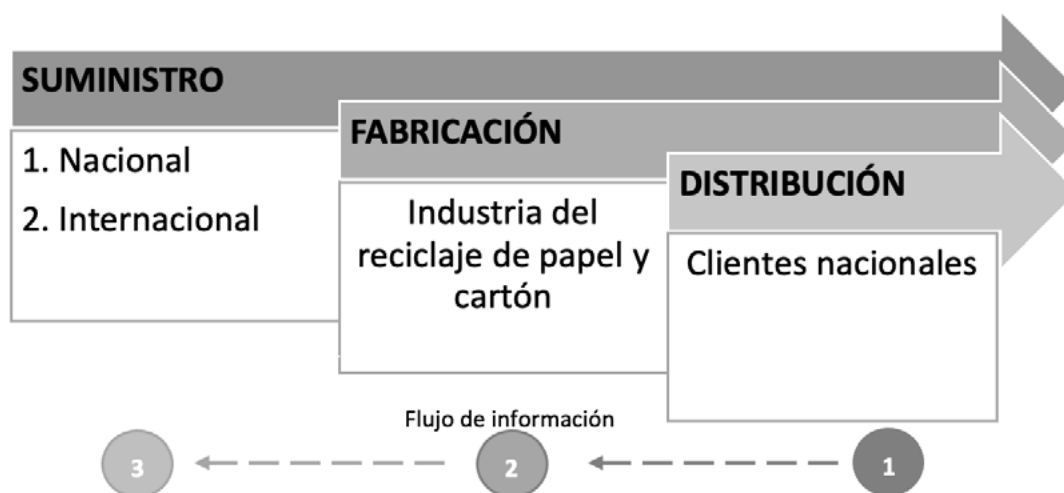 SUMINISTRO
1. Nacional
2. Internacional
FABRICACIÓN
Industria del
reciclaje de papel y
cartón
DISTRIBUCIÓN
Clientes nacionales
Flujo de información
3
2
1